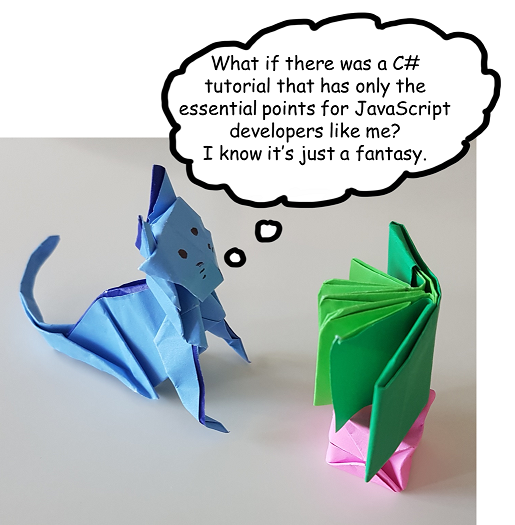 What if there was a C#
tutorial that has only the
essential points for JavaScript
developers like me?
I know it's just a fantasy.